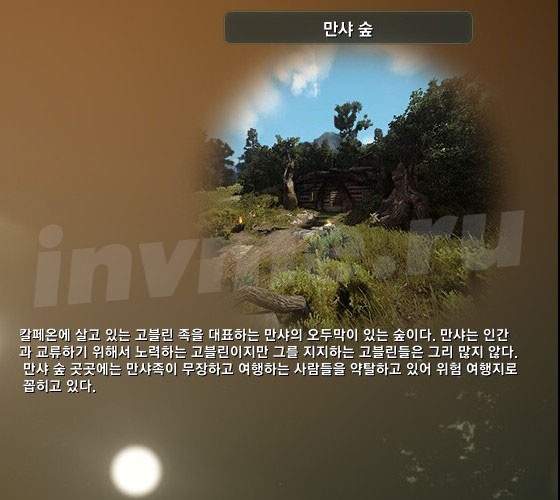 만샤 숲
칼페온에 살고 있는 고블린 족을 대표하는 만샤의 오두막이 있는 숲이다. 만샤는 인간
과 교류하기 위해서 노력하는 고블린이지만 그를 지지하는 고블린들은 그리 많지 않다.
만샤 숲 곳곳에는 만샤족이 무장하고 여행하는 사람들을 약탈하고 있어 위험 여행지로
꼽히고 있다.